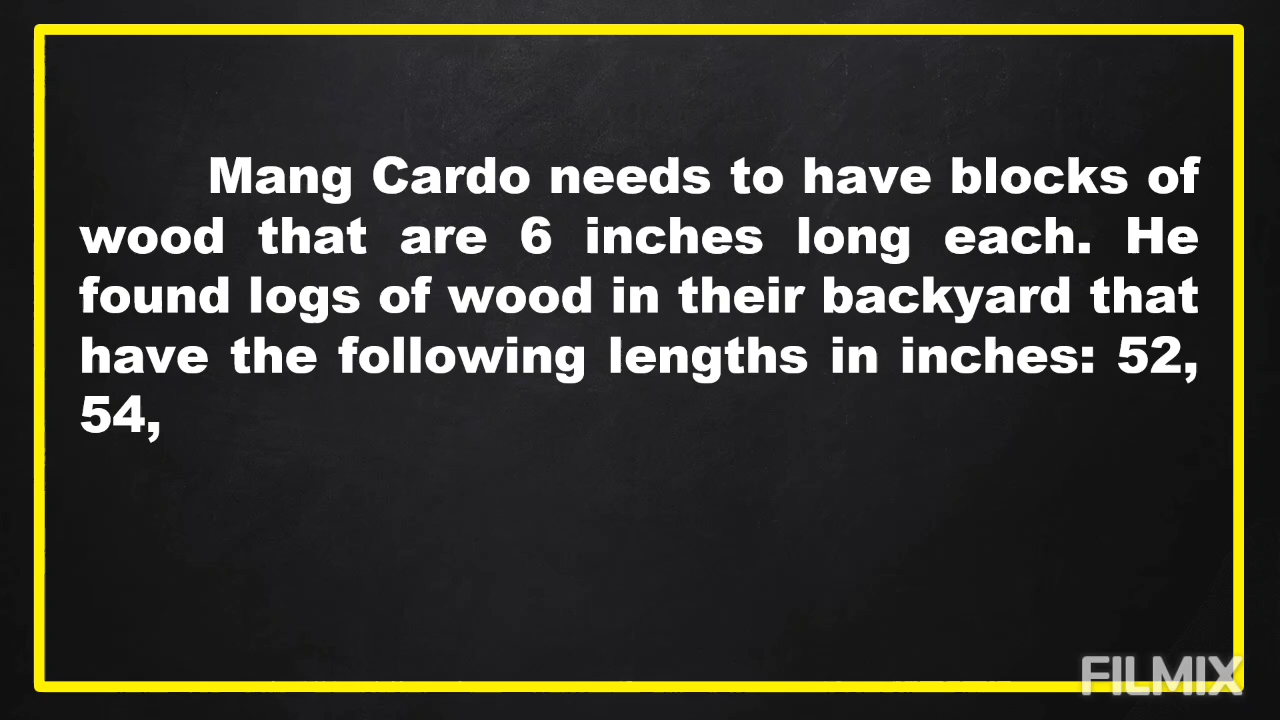 Mang Cardo needs to have blocks of
wood that are 6 inches long each. He
found logs of wood in their backyard that
have the following lengths in inches: 52,
54,
FILMIX